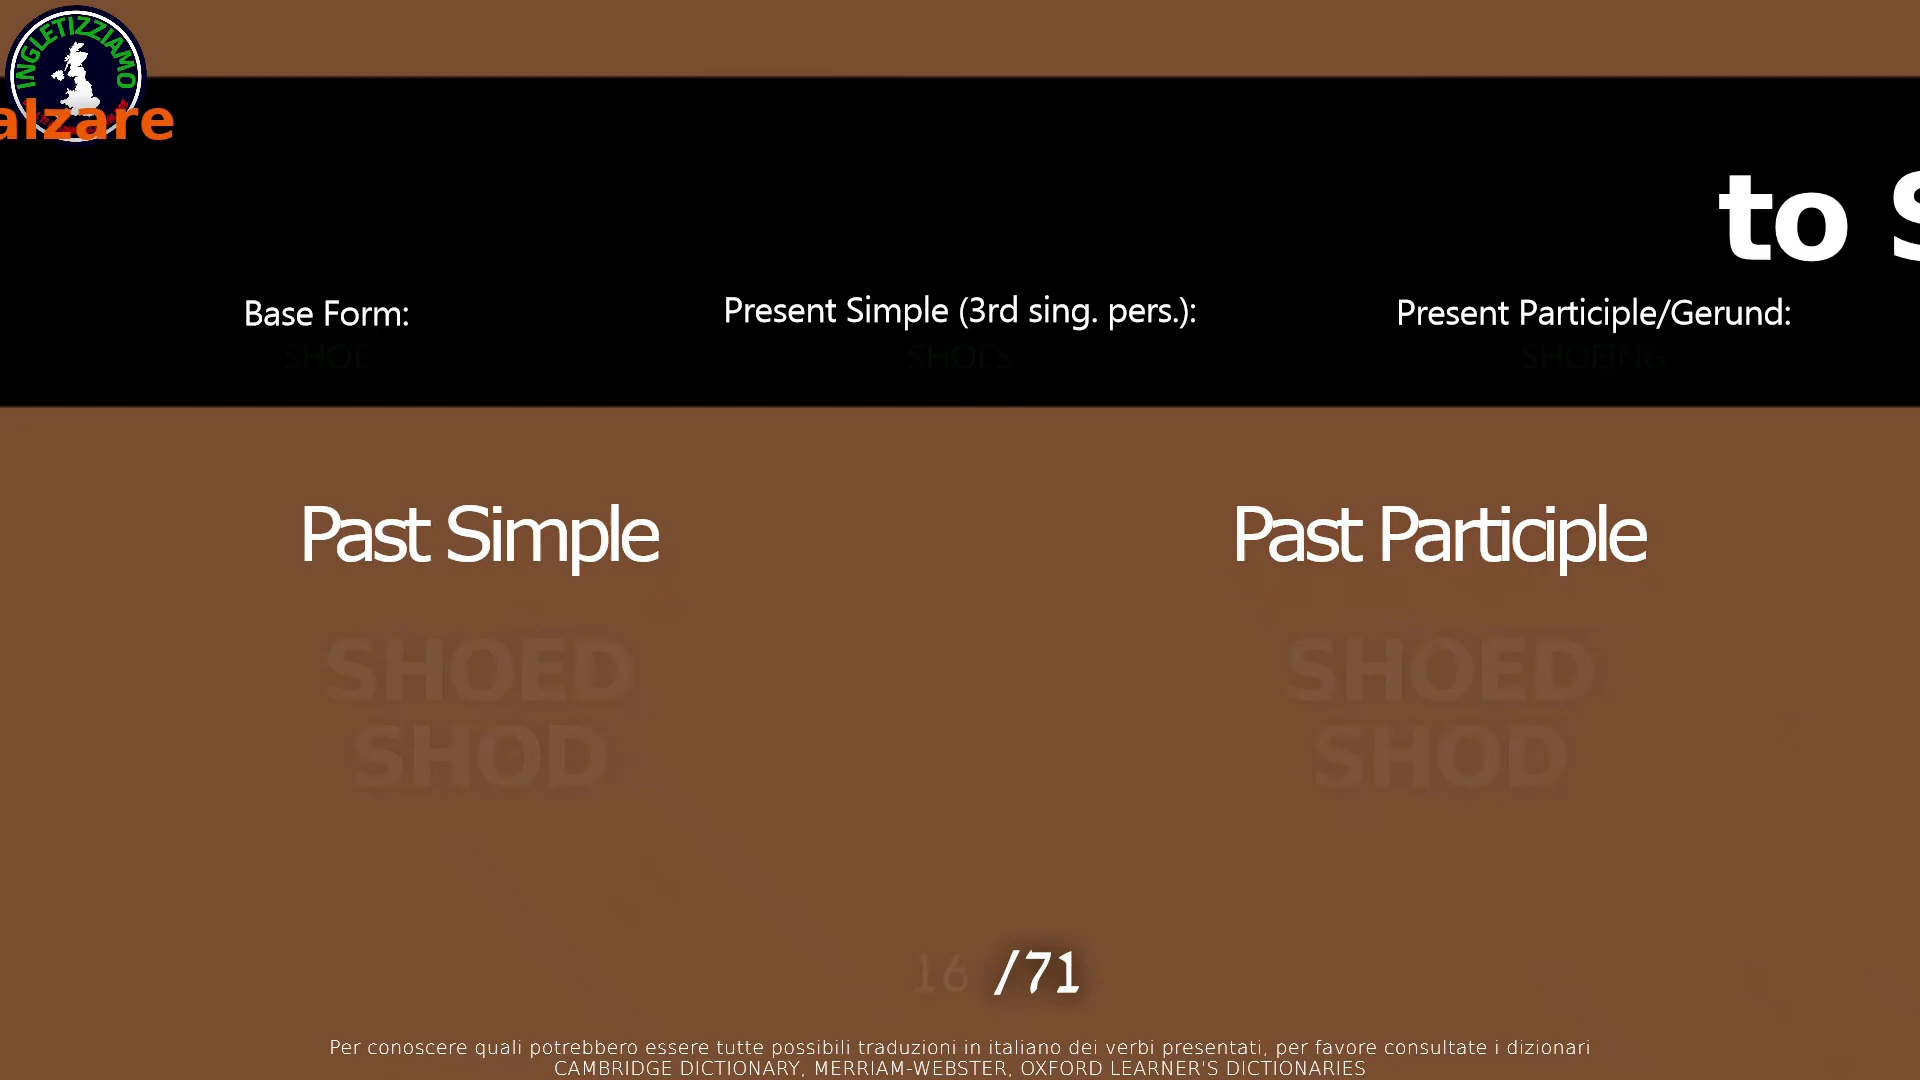 INGLETIZZIAMO
alzare
to S
Base Form:
Present Simple (3rd sing. pers.):
Present Participle/Gerund:
SHOE
SHOES
SHOEING
Past Simple
Past Participle
SHOED
SHOED
SHOD
SHOD
16 /71
Per conoscere quali potrebbero essere tutte possibili traduzioni in italiano dei verbi presentati, per favore consultate i dizionari
CAMBRIDGE DICTIONARY, MERRIAM-WEBSTER, OXFORD LEARNER'S DICTIONARIES